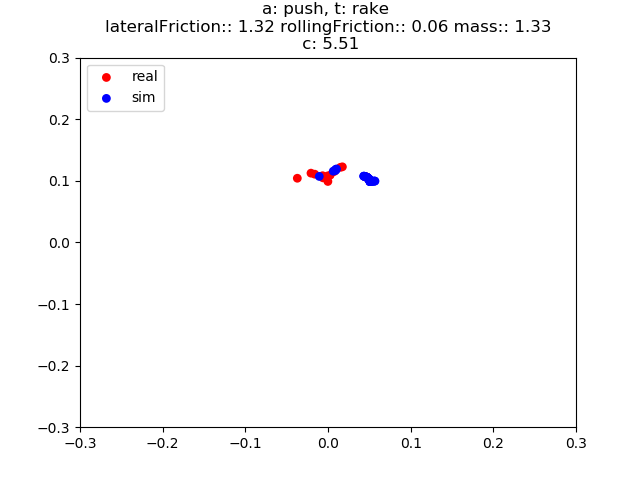 a: push, t: rake
lateralFriction:: 1.32 rollingFriction:: 0.06 mass:: 1.33
c: 5.51
real
sim
0.3
0.2
0.1
0.0
−0.1
−0.2
−0.3
−0.3 −0.2 −0.1 0.0 0.1 0.2 0.3